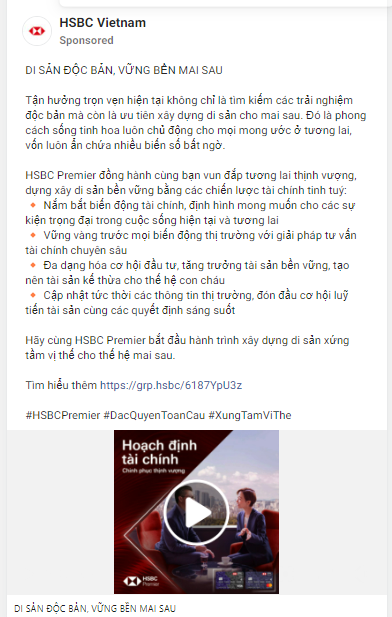 HSBC Vietnam
Sponsored
DI SẢN ĐỘC BẢN, VỮNG BỀN MAI SAU
Tận hưởng trọn vẹn hiện tại không chỉ là tìm kiếm các trải nghiệm
độc bản mà còn là ưu tiên xây dựng di sản cho mai sau. Đó là phong
cách sống tinh hoa luôn chủ động cho mọi mong ước ở tương lai,
vốn luôn ẩn chứa nhiều biến số bất ngờ.
HSBC Premier đồng hành cùng bạn vun đắp tương lai thịnh vượng,
dựng xây di sản bền vững bằng các chiến lược tài chính tinh tuý:
🔸 Nắm bắt biến động tài chính, định hình mong muốn cho các sự
kiện trọng đại trong cuộc sống hiện tại và tương lai
🔸 Vững vàng trước mọi biến động thị trường với giải pháp tư vấn
tài chính chuyên sâu
🔸 Đa dạng hóa cơ hội đầu tư, tăng trưởng tài sản bền vững, tạo
nên tài sản kế thừa cho thế hệ con cháu
🔸 Cập nhật tức thời các thông tin thị trường, đón đầu cơ hội luỹ
tiến tài sản cùng các quyết định sáng suốt
Hãy cùng HSBC Premier bắt đầu hành trình xây dựng di sản xứng
tầm vị thế cho thế hệ mai sau.
Tìm hiểu thêm https://grp.hsbc/6187YpU3z
#HSBCPremier #DacQuyenToanCau #XungTamViThe
Hoạch định
tài chính
Chinh phục thịnh vượng
HSBC
Premier
DI SẢN ĐỘC BẢN, VỮNG BỀN MAI SAU